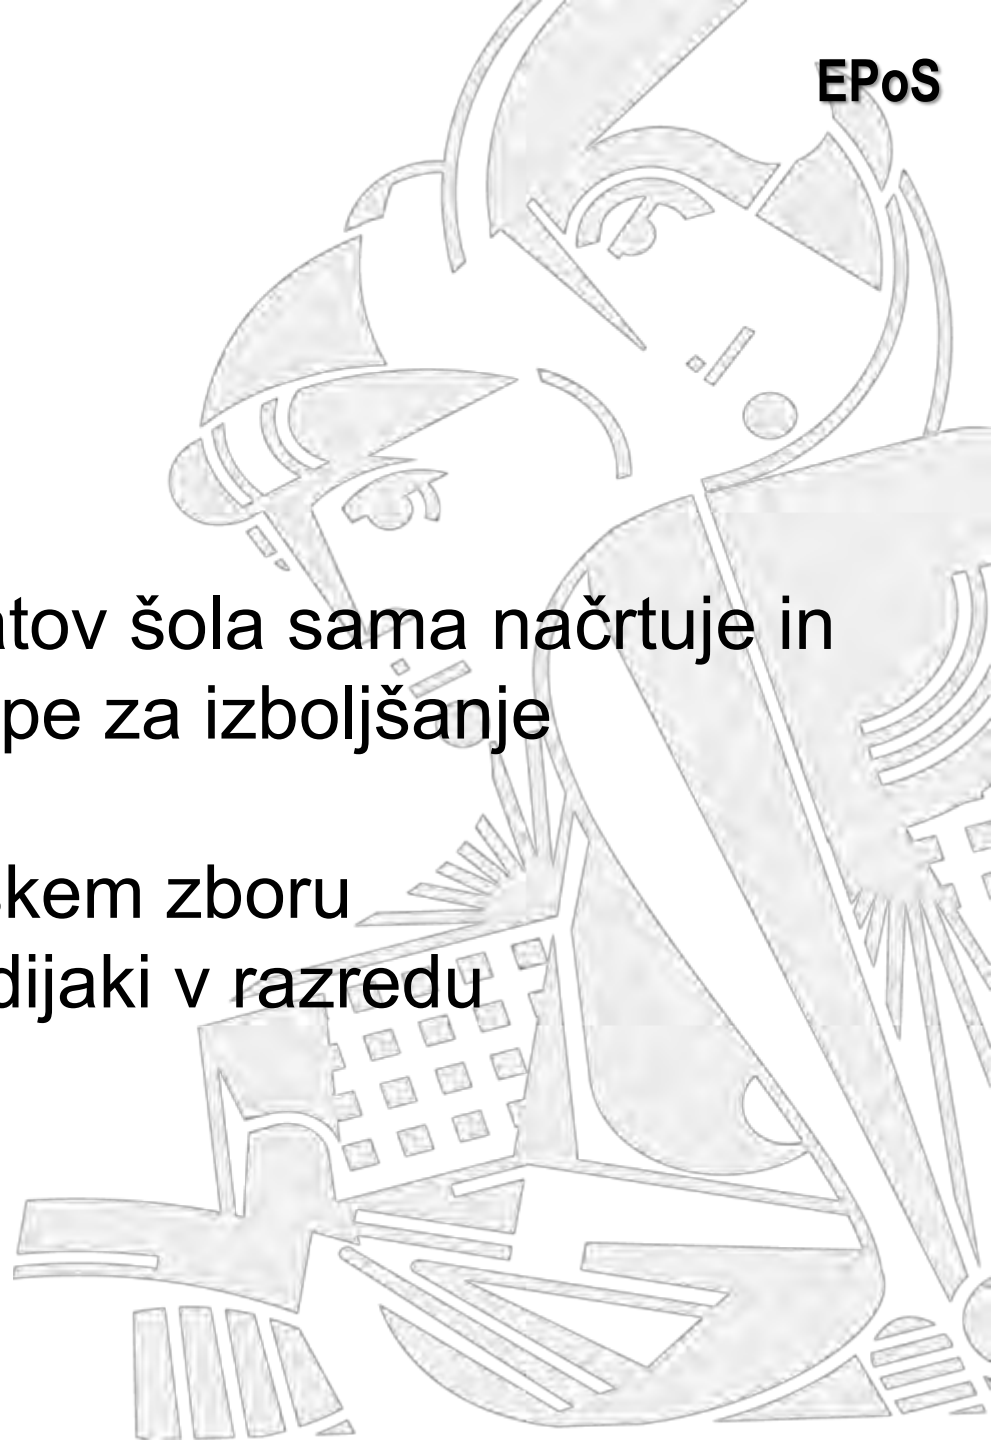 EPoS
atov šola sama načrtuje in
pe za izboljšanje
skem zboru
dijaki v razredu